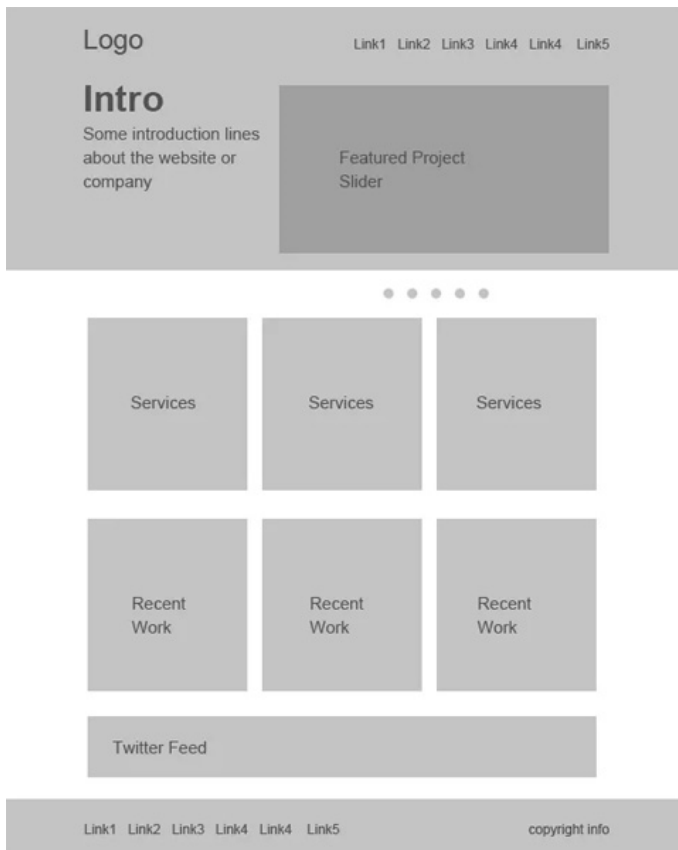 Logo
Link1 Link2 Link3 Link4 Link4 Link5
Intro
Some introduction lines
about the website or
company
Featured Project
Slider
Services
Services
Services
Recent
Work
Recent
Work
Recent
Work
Twitter Feed
Link1 Link2 Link3 Link4 Link4 Link5
copyright info